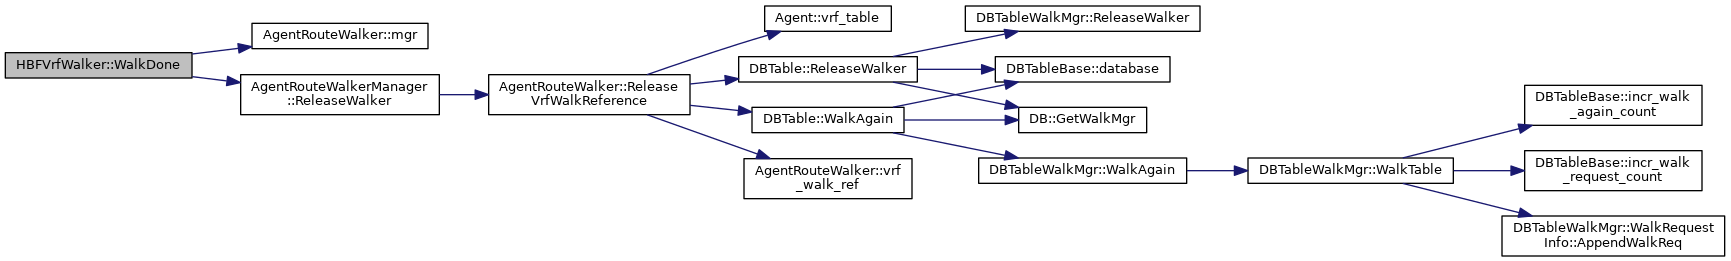 HBFVrfWalker::WalkDone
AgentRouteWalker::mgr
AgentRouteWalkerManager
::ReleaseWalker
AgentRouteWalker::Release
VrfWalkReference
Agent::vrf_table
DBTable::ReleaseWalker
DBTable::WalkAgain
AgentRouteWalker::vrf
_walk_ref
DBTableWalkMgr::ReleaseWalker
DBTableBase::database
DB::GetWalkMgr
DBTableWalkMgr::WalkAgain
DBTableWalkMgr::WalkTable
DBTableBase::incr_walk
_again_count
DBTableBase::incr_walk
_request_count
DBTableWalkMgr::WalkRequest
Info::AppendWalkReq